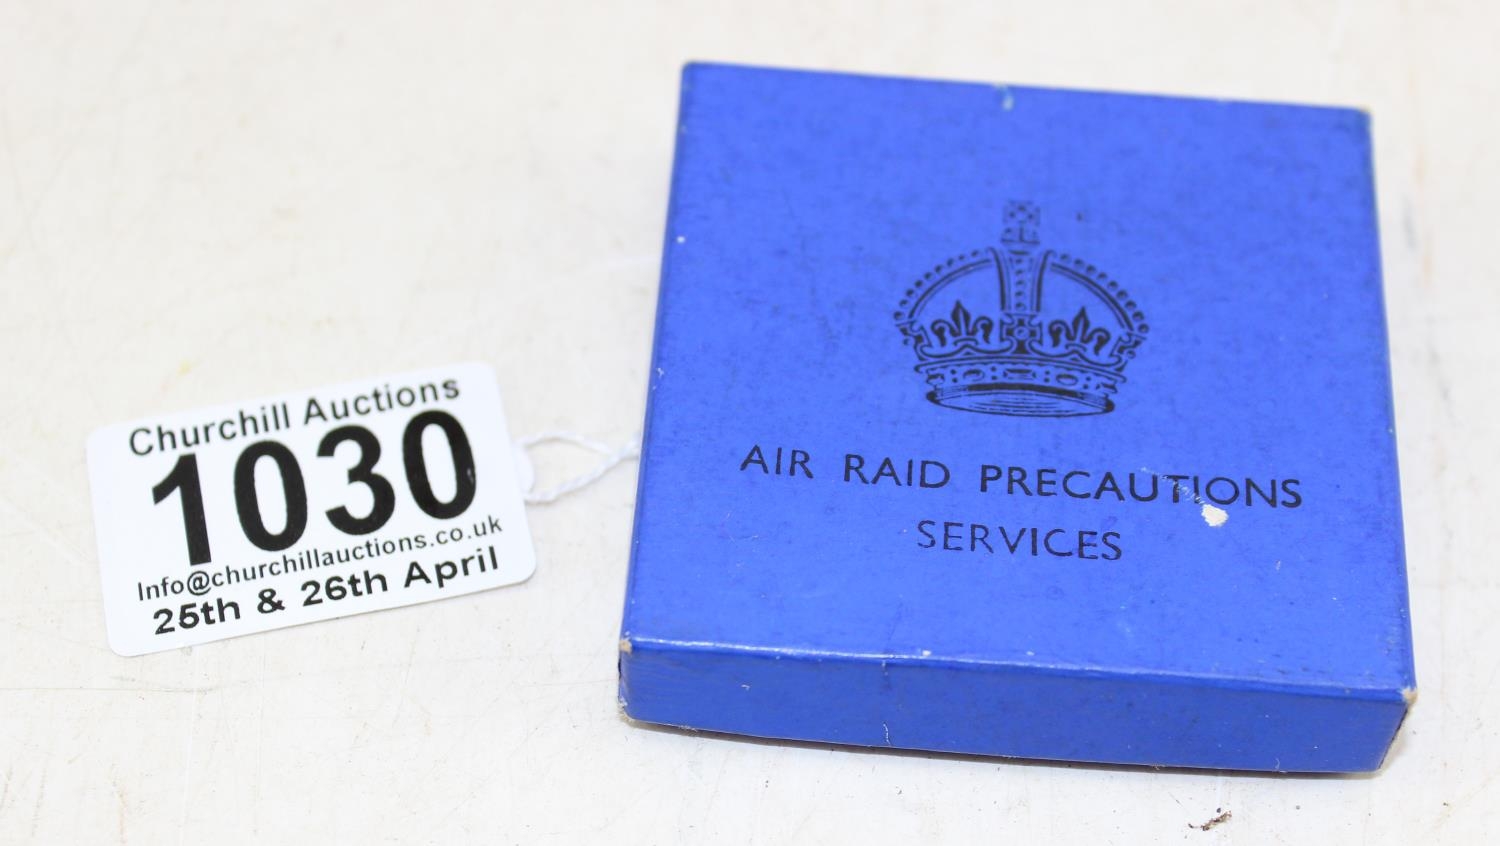 Churchill Auctions
1030
Info@churchillauctions.co.uk
25th & 26th April
AIR RAID PRECAUTIONS
SERVICES